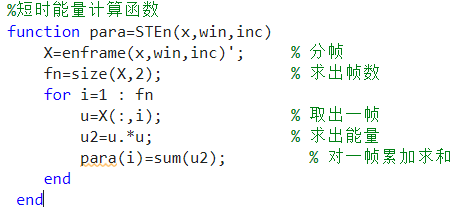 %短时能量计算函数
function para=STEn(x,win,inc)
    X=enframe(x,win,inc)';     % 分帧
    fn=size(X,2);              % 求出帧数
    for i=1 : fn
        u=X(:,i);              % 取出一帧
        u2=u.*u;               % 求出能量
        para(i)=sum(u2);         % 对一帧累加求和
    end
 end